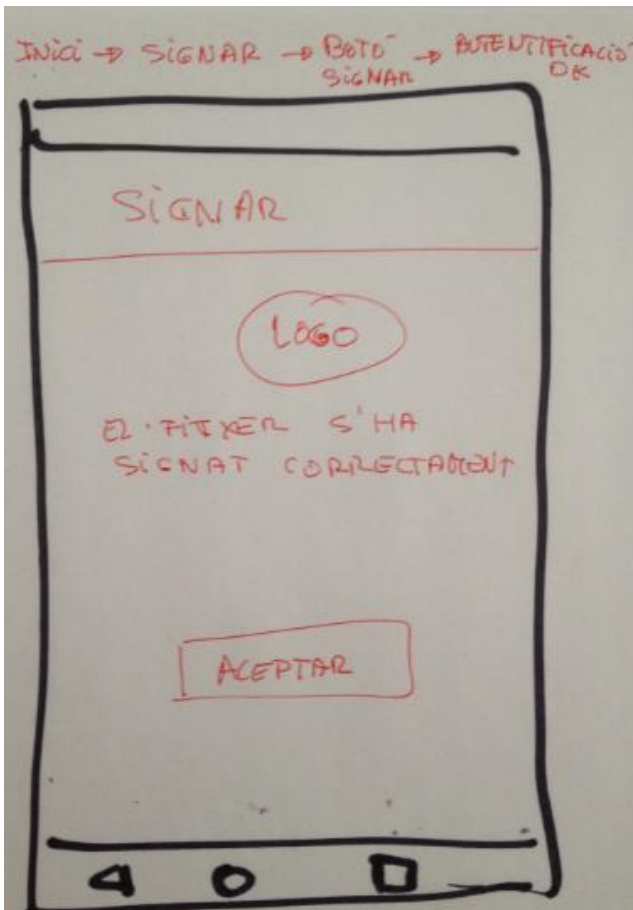 INICI → SIGNAR → BOTÓ SIGNAR → AUTENTIFICACIÓ OK
SIGNAR
LOGO
EL FITXER S'HA
SIGNAT CORRECTAMENT
ACEPTAR